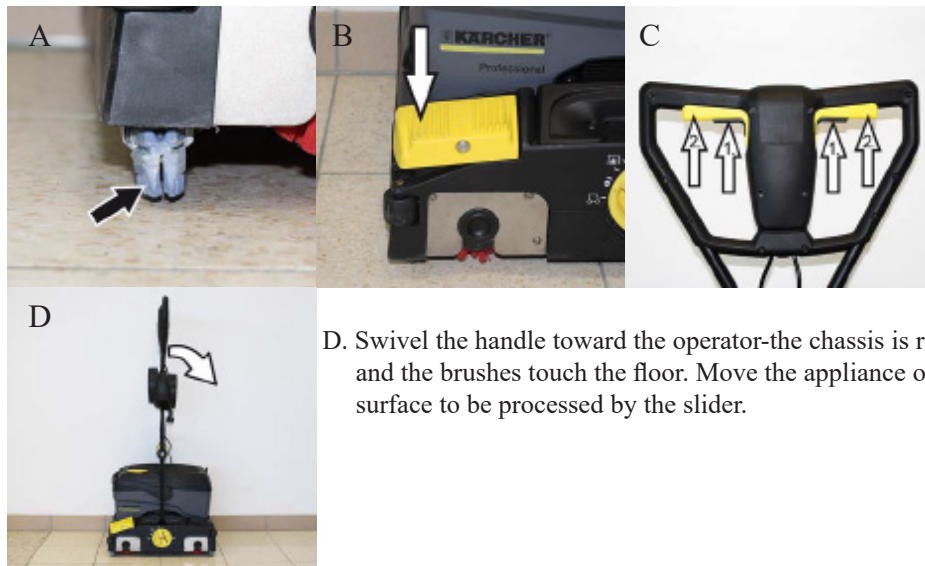 A
B
C
KÄRCHER
Professional
2
1
1
2
D
D. Swivel the handle toward the operator-the chassis is r
and the brushes touch the floor. Move the appliance o
surface to be processed by the slider.